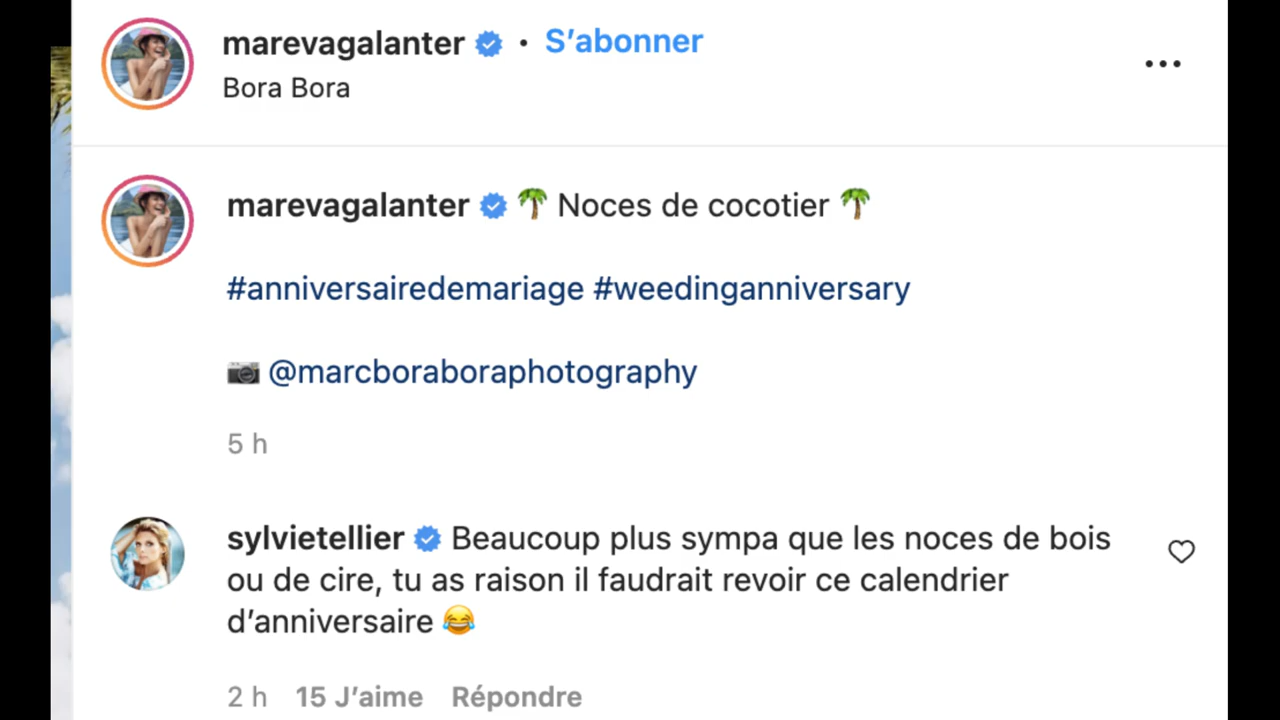 marevagalanter • S’abonner
Bora Bora
marevagalanter 🌴 Noces de cocotier 🌴
#anniversairedemariage #weedinganniversary
📷 @marcboraboraphotography
5 h
sylvietellier Beaucoup plus sympa que les noces de bois
ou de cire, tu as raison il faudrait revoir ce calendrier
d’anniversaire 😂
2 h 15 J’aime Répondre